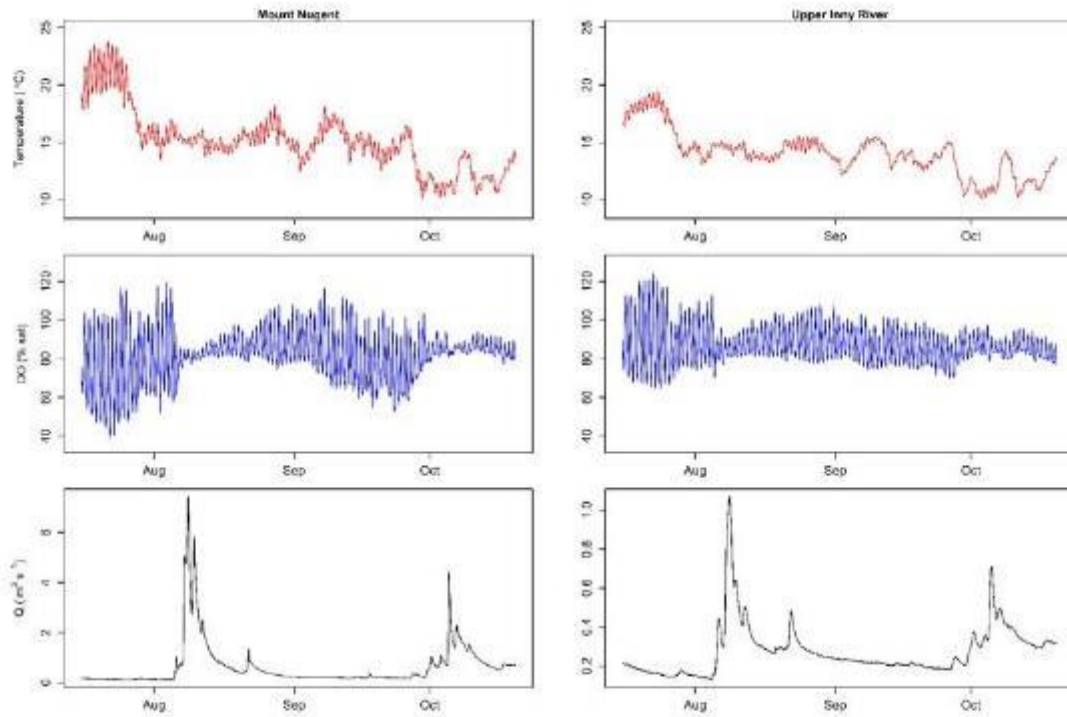 Mount Nugent
Upper Inny River
Temperature ( °C)
25
20
15
10
Aug
Sep
Oct
25
20
15
10
Aug
Sep
Oct
DO (% sat)
120
100
80
60
40
Aug
Sep
Oct
120
100
80
60
40
Aug
Sep
Oct
Q ( m³ s⁻¹)
6
4
2
0
Aug
Sep
Oct
1.0
0.8
0.6
0.4
0.2
Aug
Sep
Oct